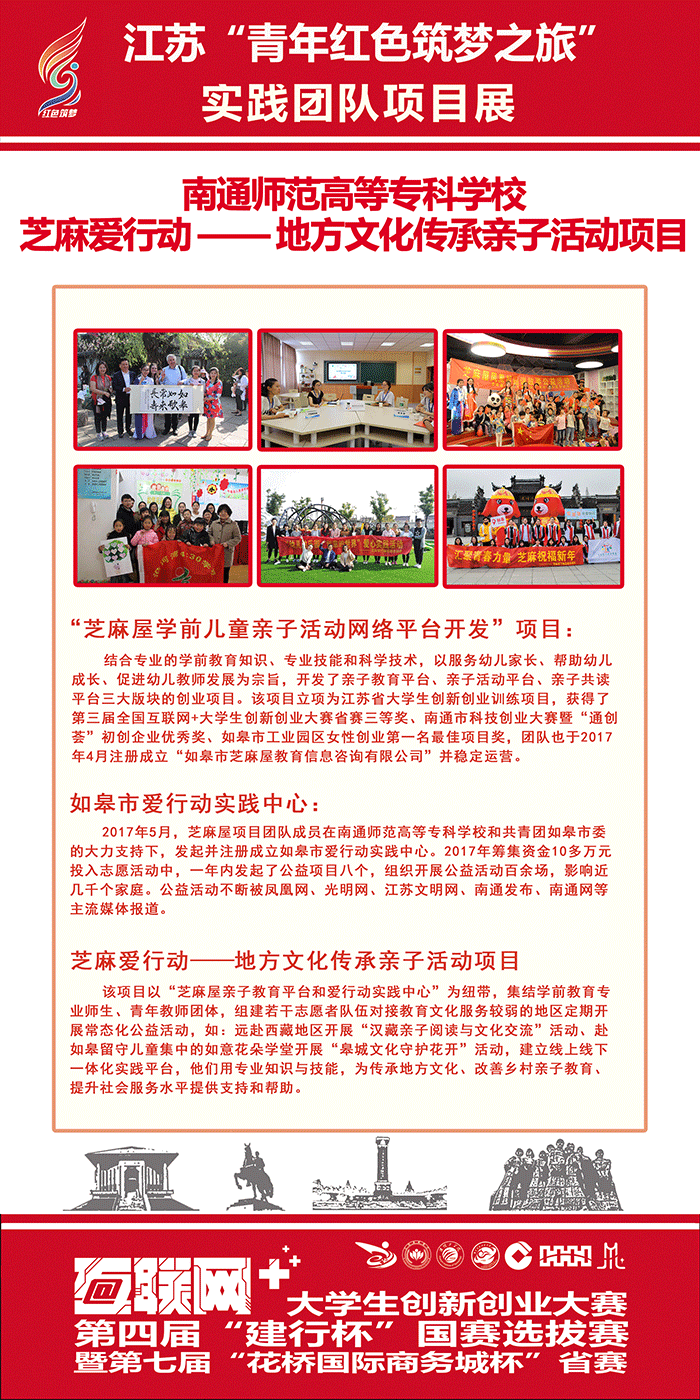 红色筑梦
江苏“青年红色筑梦之旅”
实践团队项目展
南通师范高等专科学校
芝麻爱行动 —— 地方文化传承亲子活动项目
汇聚青春力量 芝麻祝福新年
“芝麻屋学前儿童亲子活动网络平台开发”项目：
结合专业的学前教育知识、专业技能和科学技术，以服务幼儿家长、帮助幼儿
成长、促进幼儿教师发展为宗旨，开发了亲子教育平台、亲子活动平台、亲子共读
平台三大版块的创业项目。该项目立项为江苏省大学生创新创业训练项目，获得了
第三届全国互联网+大学生创新创业大赛省赛三等奖、南通市科技创业大赛暨“通创
荟”初创企业优秀奖、如皋市工业园区女性创业第一名最佳项目奖，团队也于2017
年4月注册成立“如皋市芝麻屋教育信息咨询有限公司”并稳定运营。
如皋市爱行动实践中心：
2017年5月，芝麻屋项目团队成员在南通师范高等专科学校和共青团如皋市委
的大力支持下，发起并注册成立如皋市爱行动实践中心。2017年筹集资金10多万元
投入志愿活动中，一年内发起了公益项目八个，组织开展公益活动百余场，影响近
几千个家庭。公益活动不断被凤凰网、光明网、江苏文明网、南通发布、南通网等
主流媒体报道。
芝麻爱行动——地方文化传承亲子活动项目
该项目以“芝麻屋亲子教育平台和爱行动实践中心”为纽带，集结学前教育专
业师生、青年教师团体，组建若干志愿者队伍对接教育文化服务较弱的地区定期开
展常态化公益活动，如：远赴西藏地区开展“汉藏亲子阅读与文化交流”活动、赴
如皋留守儿童集中的如意花朵学堂开展“皋城文化守护花开”活动，建立线上线下
一体化实践平台，他们用专业知识与技能，为传承地方文化、改善乡村亲子教育、
提升社会服务水平提供支持和帮助。
互联网++
大学生创新创业大赛
第四届“建行杯”国赛选拔赛
暨第七届“花桥国际商务城杯”省赛